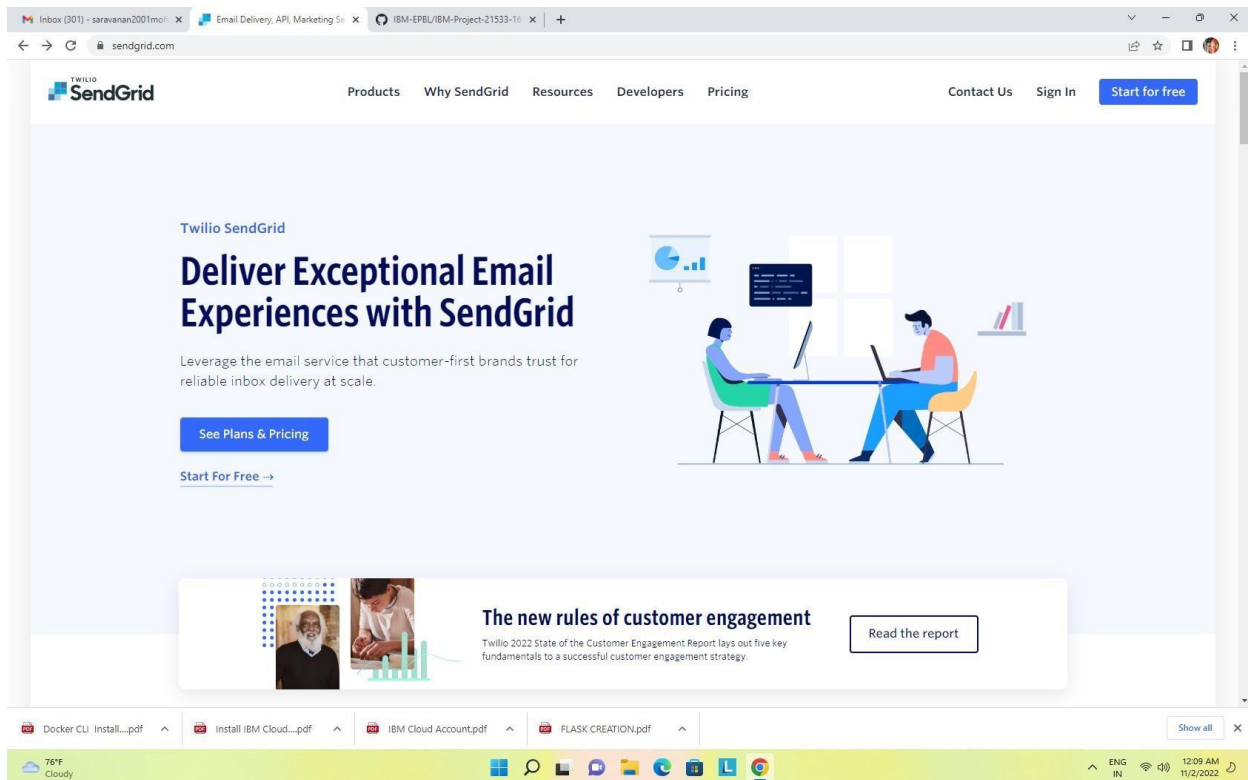 Inbox (301) - saravanan2001moh
Email Delivery, API, Marketing Se
IBM-EPBL/IBM-Project-21533-16
sendgrid.com
TWILIO
SendGrid
Products Why SendGrid Resources Developers Pricing Contact Us Sign In Start for free
Twilio SendGrid
Deliver Exceptional Email
Experiences with SendGrid
Leverage the email service that customer-first brands trust for
reliable inbox delivery at scale.
See Plans & Pricing
Start For Free →
The new rules of customer engagement
Twilio 2022 State of the Customer Engagement Report lays out five key
fundamentals to a successful customer engagement strategy.
Read the report
Docker CLI Install....pdf
Install IBM Cloud....pdf
IBM Cloud Account.pdf
FLASK CREATION.pdf
Show all
76°F
Cloudy
ENG
IN
12:09 AM
11/2/2022